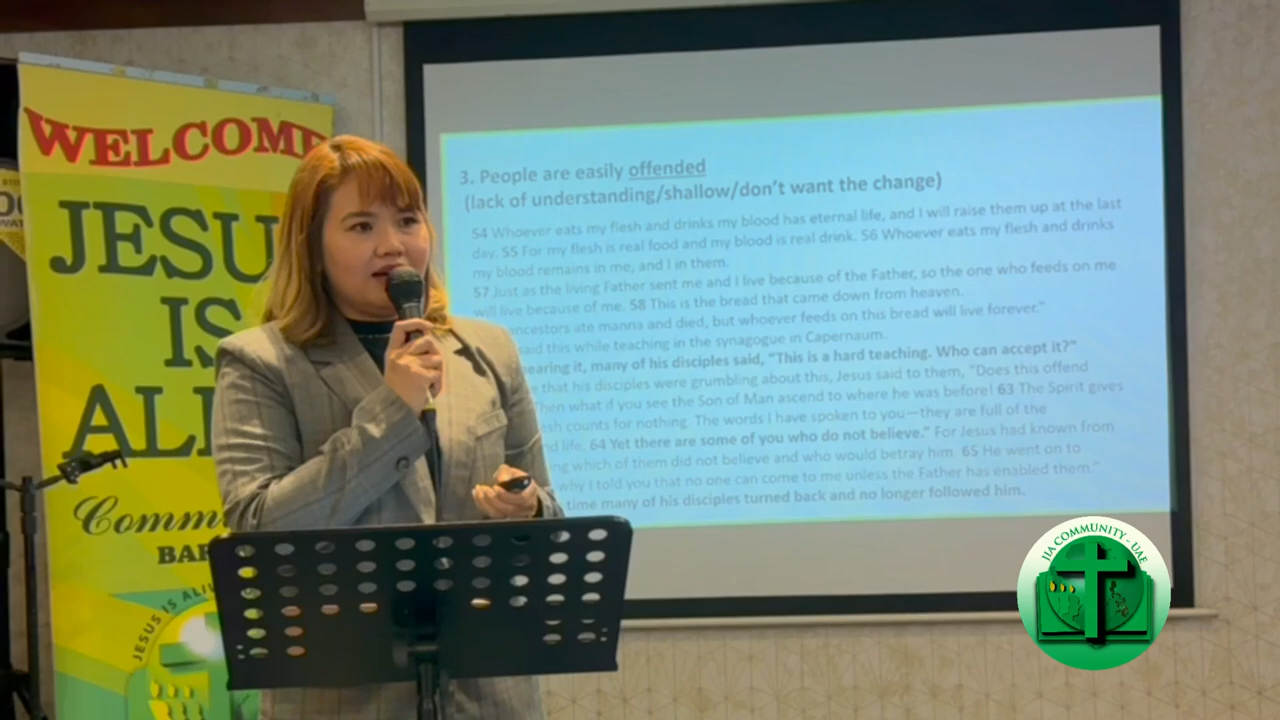 WELCOME
JESU
IS
ALI
Comm
BAR
JESUS IS ALIV
3. People are easily offended
(lack of understanding/shallow/don't want the change)
54 Whoever eats my flesh and drinks my blood has eternal life, and I will raise them up at the last
day. 55 For my flesh is real food and my blood is real drink. 56 Whoever eats my flesh and drinks
my blood remains in me, and I in them.
57 Just as the living Father sent me and I live because of the Father, so the one who feeds on me
will live because of me. 58 This is the bread that came down from heaven.
ancestors ate manna and died, but whoever feeds on this bread will live forever."
said this while teaching in the synagogue in Capernaum.
hearing it, many of his disciples said, "This is a hard teaching. Who can accept it?"
e that his disciples were grumbling about this, Jesus said to them, "Does this offend
Then what if you see the Son of Man ascend to where he was before! 63 The Spirit gives
esh counts for nothing. The words I have spoken to you—they are full of the
nd life. 64 Yet there are some of you who do not believe." For Jesus had known from
ng which of them did not believe and who would betray him. 65 He went on to
why I told you that no one can come to me unless the Father has enabled them."
time many of his disciples turned back and no longer followed him.
JIA COMMUNITY - UAE